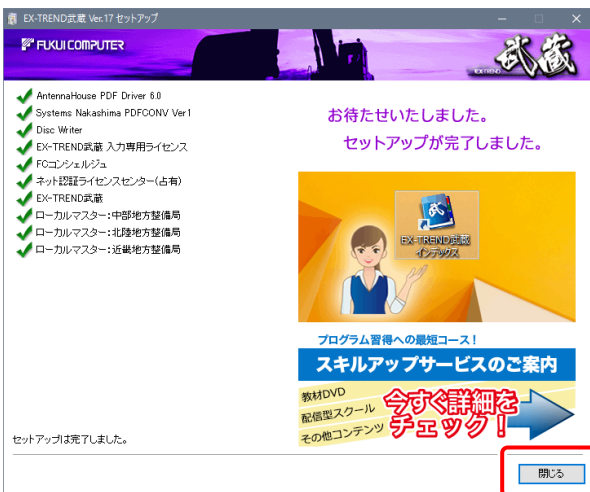 EX-TREND武蔵 Ver.17 セットアップ
FUKUI COMPUTER
EX-TREND 武蔵
AntennaHouse PDF Driver 6.0
Systems Nakashima PDFCONV Ver1
Disc Writer
EX-TREND武蔵 入力専用ライセンス
FCコンシェルジュ
ネット認証ライセンスセンター(占有)
EX-TREND武蔵
ローカルマスター:中部地方整備局
ローカルマスター:北陸地方整備局
ローカルマスター:近畿地方整備局
お待たせいたしました。
セットアップが完了しました。
EX-TREND武蔵
インデックス
プログラム習得への最短コース!
スキルアップサービスのご案内
教材DVD
配信型スクール
その他コンテンツ
今すぐ詳細を
チェック!
セットアップは完了しました。
閉じる